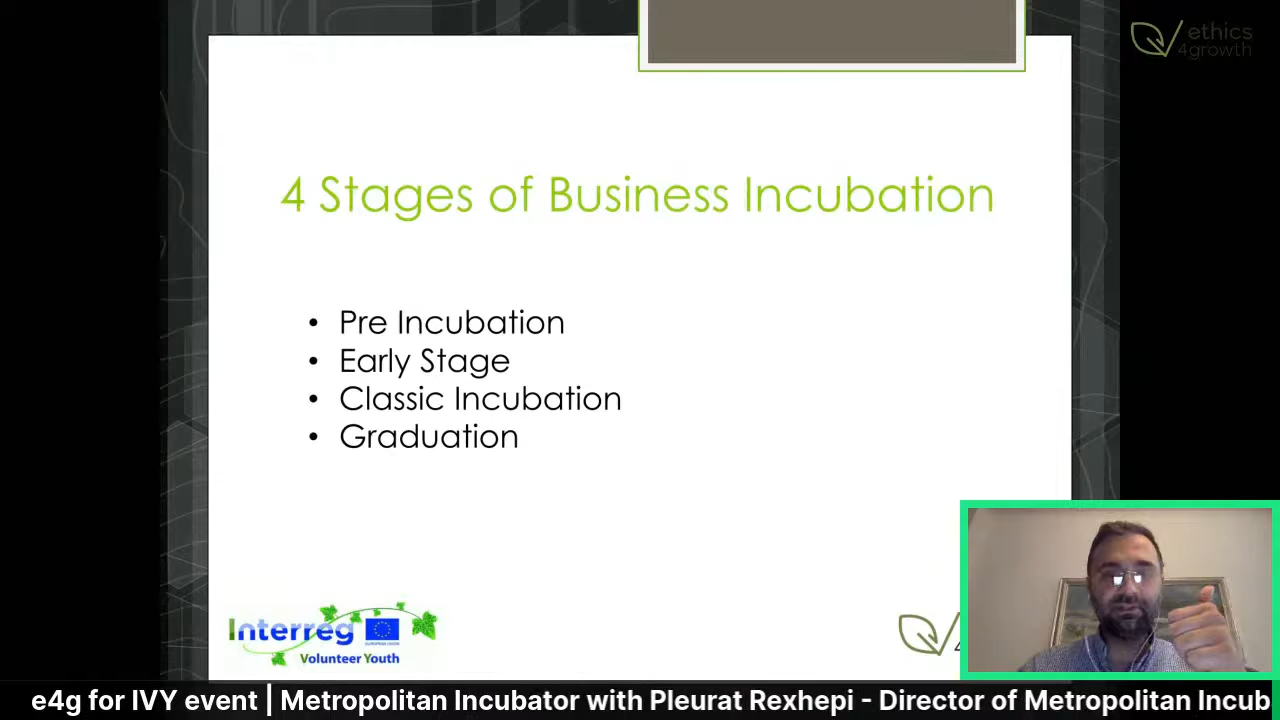 ethics
4growth
4 Stages of Business Incubation
• Pre Incubation
• Early Stage
• Classic Incubation
• Graduation
Interreg
Volunteer Youth
e4g for IVY event | Metropolitan Incubator with Pleurat Rexhepi - Director of Metropolitan Incub